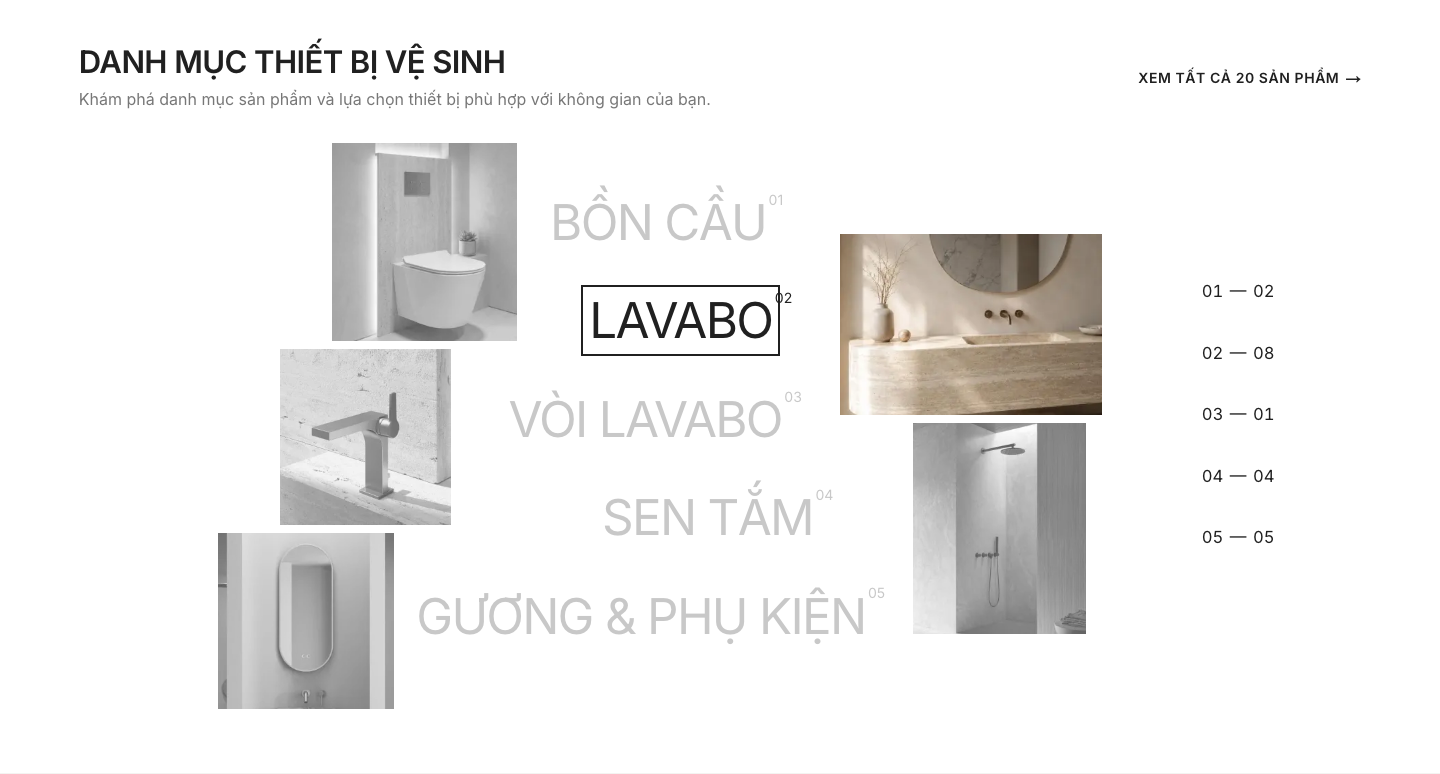 DANH MỤC THIẾT BỊ VỆ SINH
Khám phá danh mục sản phẩm và lựa chọn thiết bị phù hợp với không gian của bạn.
XEM TẤT CẢ 20 SẢN PHẨM →
BỒN CẦU 01
LAVABO 02
VÒI LAVABO 03
SEN TẮM 04
GƯƠNG & PHỤ KIỆN 05
01 — 02
02 — 08
03 — 01
04 — 04
05 — 05